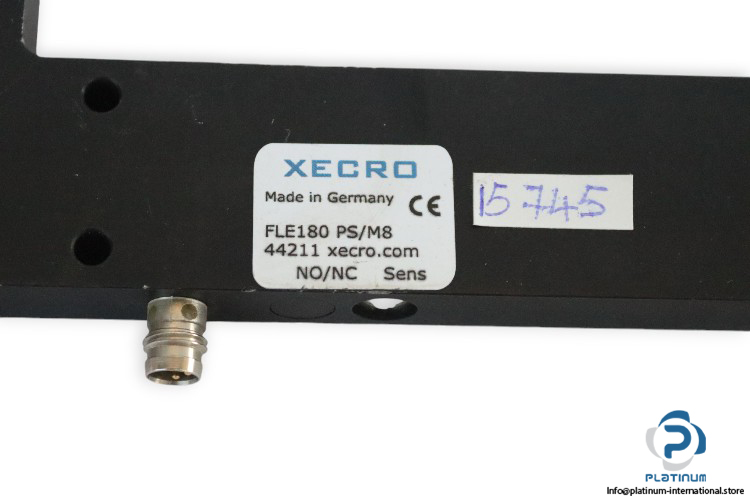 XECRO
Made in Germany
CE
FLE180 PS/M8
44211 xecro.com
NO/NC Sens
15745
PLATINUM
Info@platinum-international.store